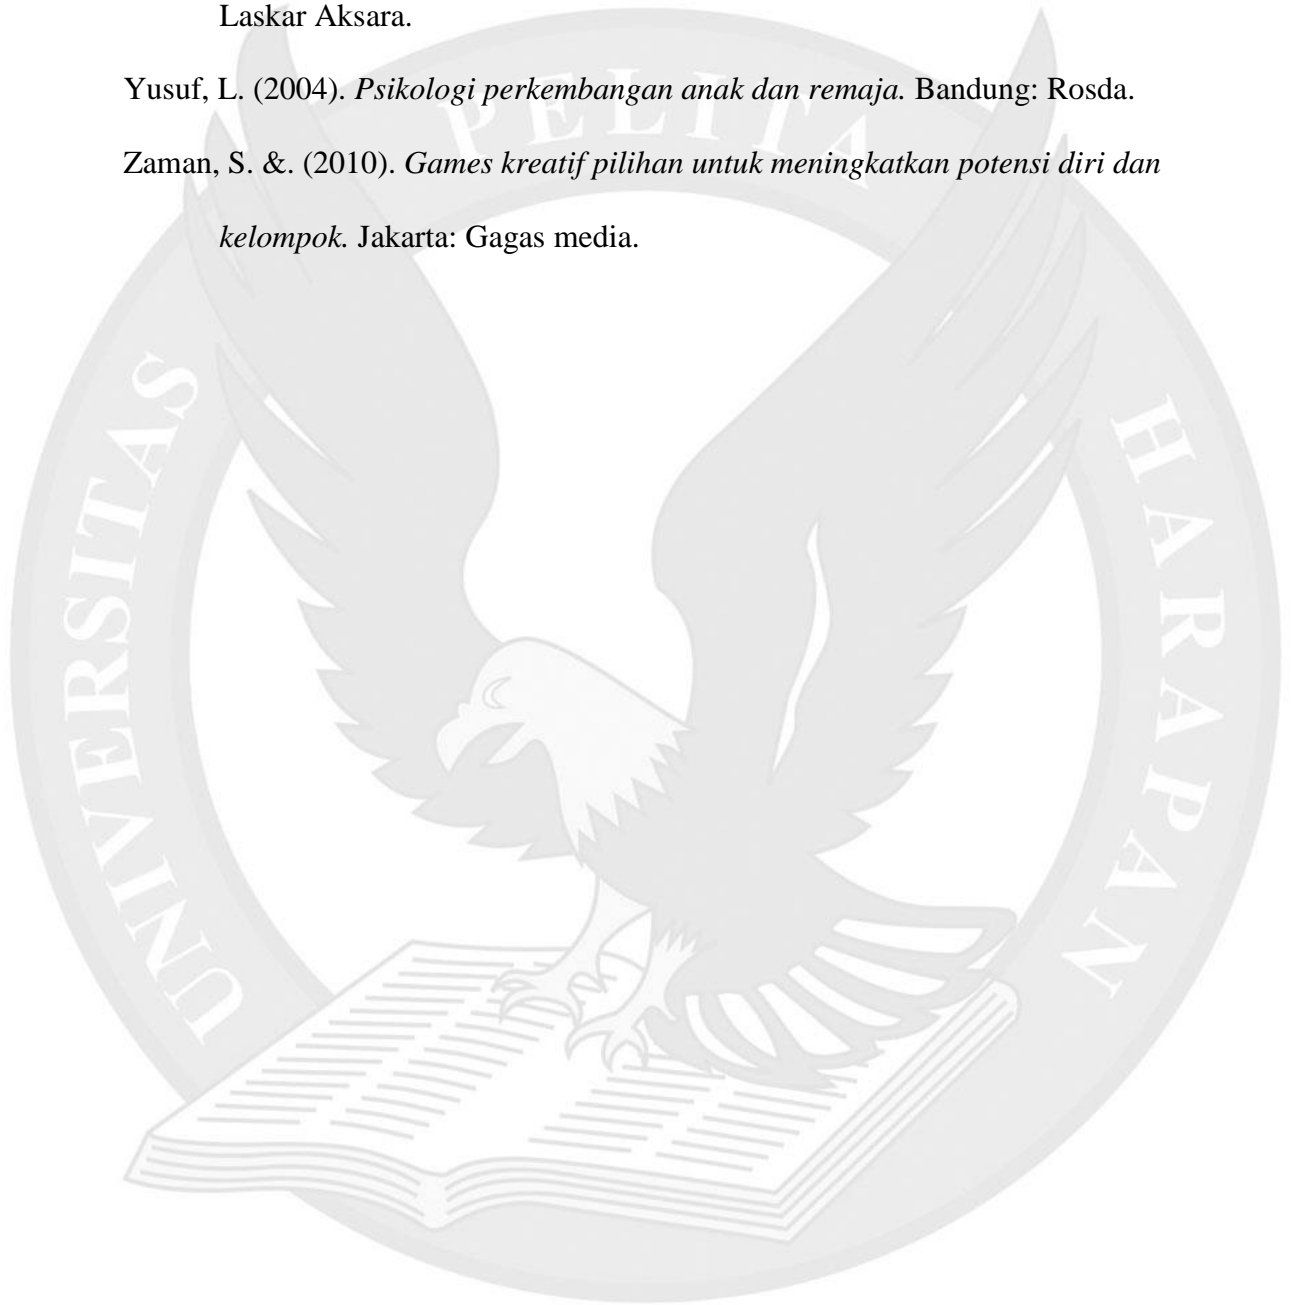 Laskar Aksara.
Yusuf, L. (2004). Psikologi perkembangan anak dan remaja. Bandung: Rosda.
Zaman, S. &. (2010). Games kreatif pilihan untuk meningkatkan potensi diri dan
kelompok. Jakarta: Gagas media.
UNIVERSITAS PELITA HARAPAN